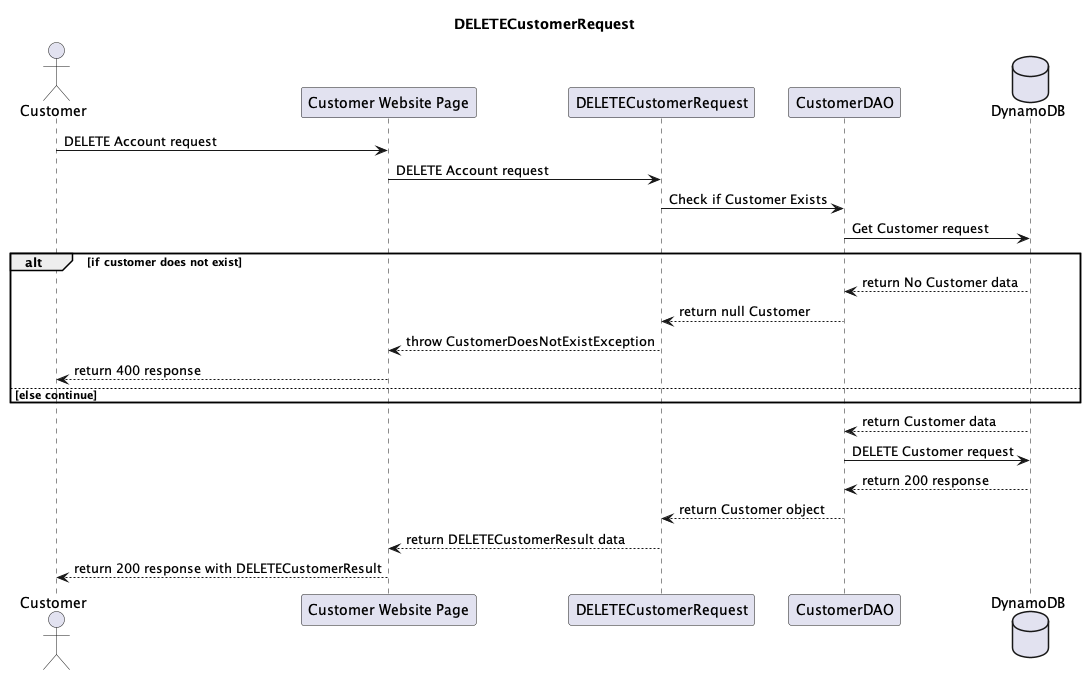 DELETECustomerRequest
Customer
Customer Website Page
DELETECustomerRequest
CustomerDAO
DynamoDB
DELETE Account request
DELETE Account request
Check if Customer Exists
Get Customer request
alt [if customer does not exist]
return No Customer data
return null Customer
throw CustomerDoesNotExistException
return 400 response
[else continue]
return Customer data
DELETE Customer request
return 200 response
return Customer object
return DELETECustomerResult data
return 200 response with DELETECustomerResult
Customer
Customer Website Page
DELETECustomerRequest
CustomerDAO
DynamoDB